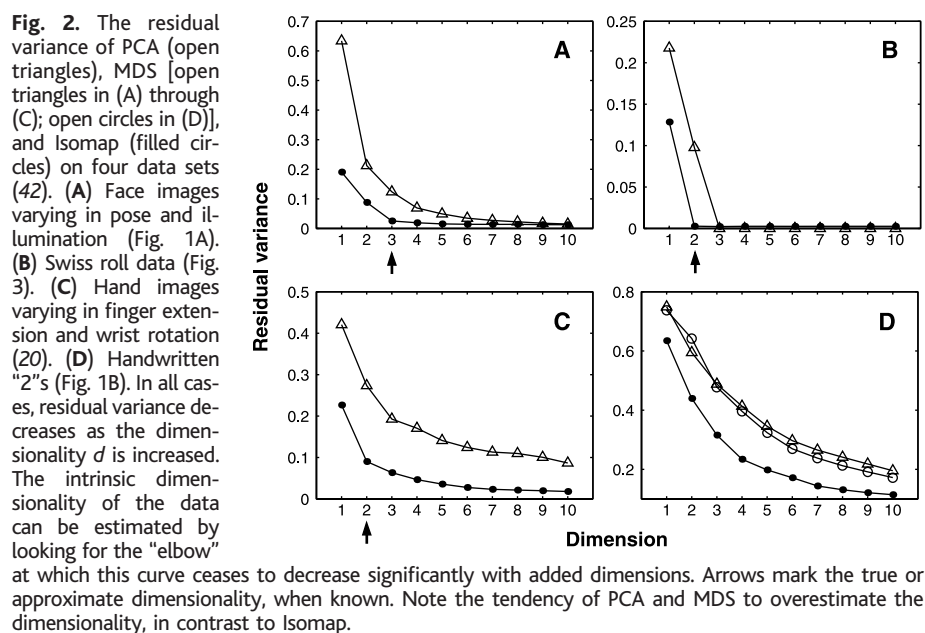 Fig. 2. The residual
variance of PCA (open
triangles), MDS [open
triangles in (A) through
(C); open circles in (D)],
and Isomap (filled cir-
cles) on four data sets
(42). (A) Face images
varying in pose and il-
lumination (Fig. 1A).
(B) Swiss roll data (Fig.
3). (C) Hand images
varying in finger exten-
sion and wrist rotation
(20). (D) Handwritten
“2”s (Fig. 1B). In all cas-
es, residual variance de-
creases as the dimen-
sionality d is increased.
The intrinsic dimen-
sionality of the data
can be estimated by
looking for the “elbow”
at which this curve ceases to decrease significantly with added dimensions. Arrows mark the true or
approximate dimensionality, when known. Note the tendency of PCA and MDS to overestimate the
dimensionality, in contrast to Isomap.
Residual variance
A
0.7
0.6
0.5
0.4
0.3
0.2
0.1
0
1 2 3 4 5 6 7 8 9 10
B
0.25
0.2
0.15
0.1
0.05
0
1 2 3 4 5 6 7 8 9 10
C
0.5
0.4
0.3
0.2
0.1
0
1 2 3 4 5 6 7 8 9 10
D
0.8
0.6
0.4
0.2
1 2 3 4 5 6 7 8 9 10
Dimension